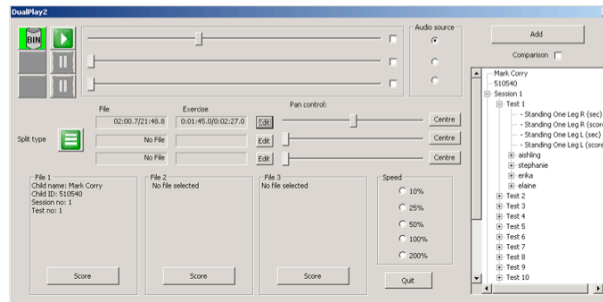 DualPlay2
BIN
Audio source
Add
Comparison
File
Exercise
Pan control:
02:00.7/21:48.8
0:01:45.0/0:02:27.0
Edit
Centre
Split type
No File
Edit
Centre
No File
Edit
Centre
File 1
Child name: Mark Corry
Child ID: 510540
Session no: 1
Test no: 1
Score
File 2
No file selected
Score
File 3
No file selected
Score
Speed
10%
25%
50%
100%
200%
Quit
Mark Corry
510540
Session 1
Test 1
- Standing One Leg R (sec)
- Standing One Leg R (score
- Standing One Leg L (sec)
- Standing One Leg L (score
aishling
stephanie
erika
elaine
Test 2
Test 3
Test 4
Test 5
Test 6
Test 7
Test 8
Test 9
Test 10